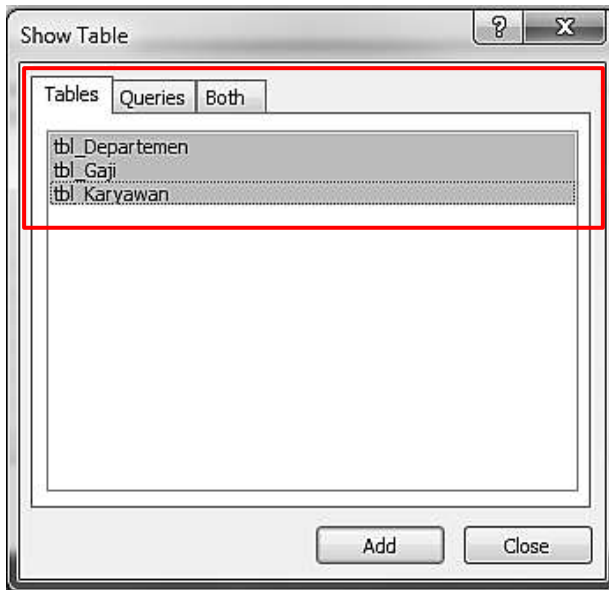 Show Table
Tables Queries Both
tbl_Departemen
tbl_Gaji
tbl_Karyawan
Add Close